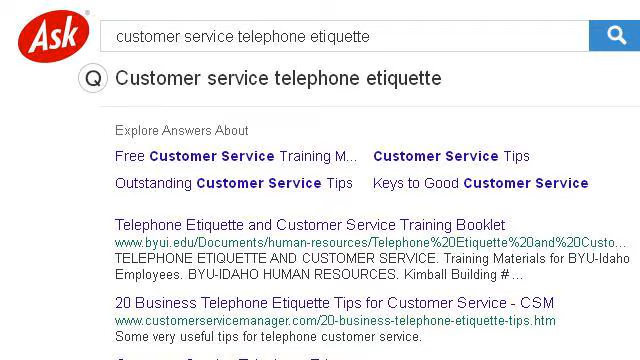 Ask
customer service telephone etiquette
Q Customer service telephone etiquette
Explore Answers About
Free Customer Service Training M... Customer Service Tips
Outstanding Customer Service Tips Keys to Good Customer Service
Telephone Etiquette and Customer Service Training Booklet
www.byui.edu/Documents/human-resources/Telephone%20Etiquette%20and%20Custo...
TELEPHONE ETIQUETTE AND CUSTOMER SERVICE. Training Materials for BYU-Idaho
Employees. BYU-IDAHO HUMAN RESOURCES. Kimball Building #...
20 Business Telephone Etiquette Tips for Customer Service - CSM
www.customerservicemanager.com/20-business-telephone-etiquette-tips.htm
Some very useful tips for telephone customer service.